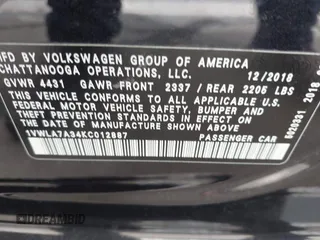 MFD BY VOLKSWAGEN GROUP OF AMERICA
CHATTANOOGA OPERATIONS, LLC. 12/2018
GVWR 4431 GAWR FRONT 2337 / REAR 2205 LBS
THIS VEHICLE CONFORMS TO ALL APPLICABLE
FEDERAL MOTOR VEHICLE SAFETY, BUMPER AND
THEFT PREVENTION STANDARDS IN EFFECT ON THE
DATE OF MANUFACTURE SHOWN ABOVE.
1VWLA7A34KC012887 PASSENGER CAR
DREAMBID